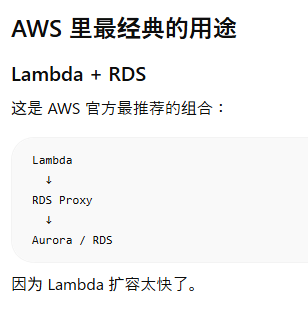 AWS 里最经典的用途
Lambda + RDS
这是 AWS 官方最推荐的组合：
Lambda
↓
RDS Proxy
↓
Aurora / RDS
因为 Lambda 扩容太快了。